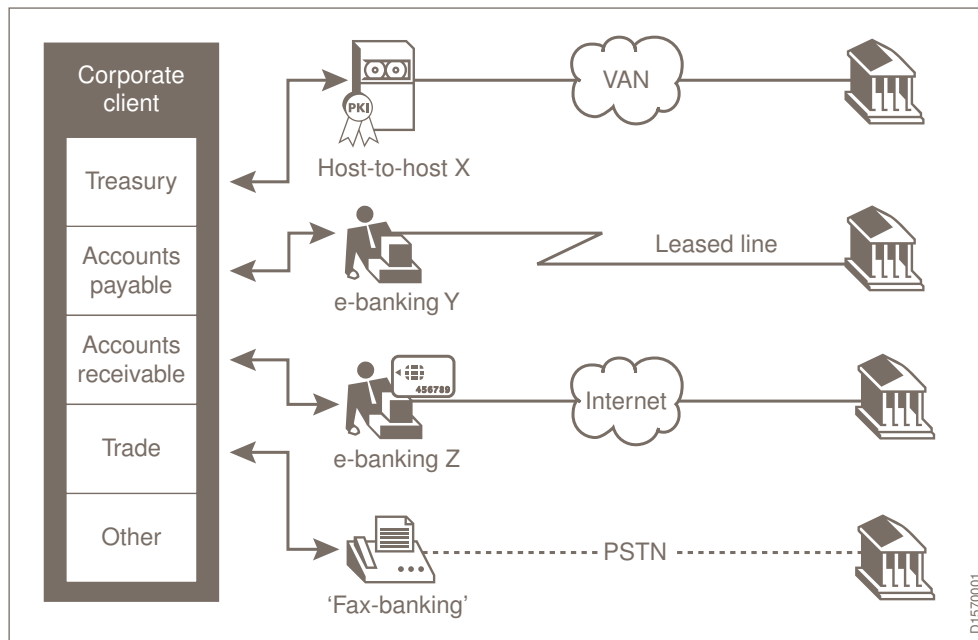 Corporate
client
Treasury
Accounts
payable
Accounts
receivable
Trade
Other
PKI
Host-to-host X
VAN
e-banking Y
Leased line
456789
e-banking Z
Internet
'Fax-banking'
PSTN
D1570001